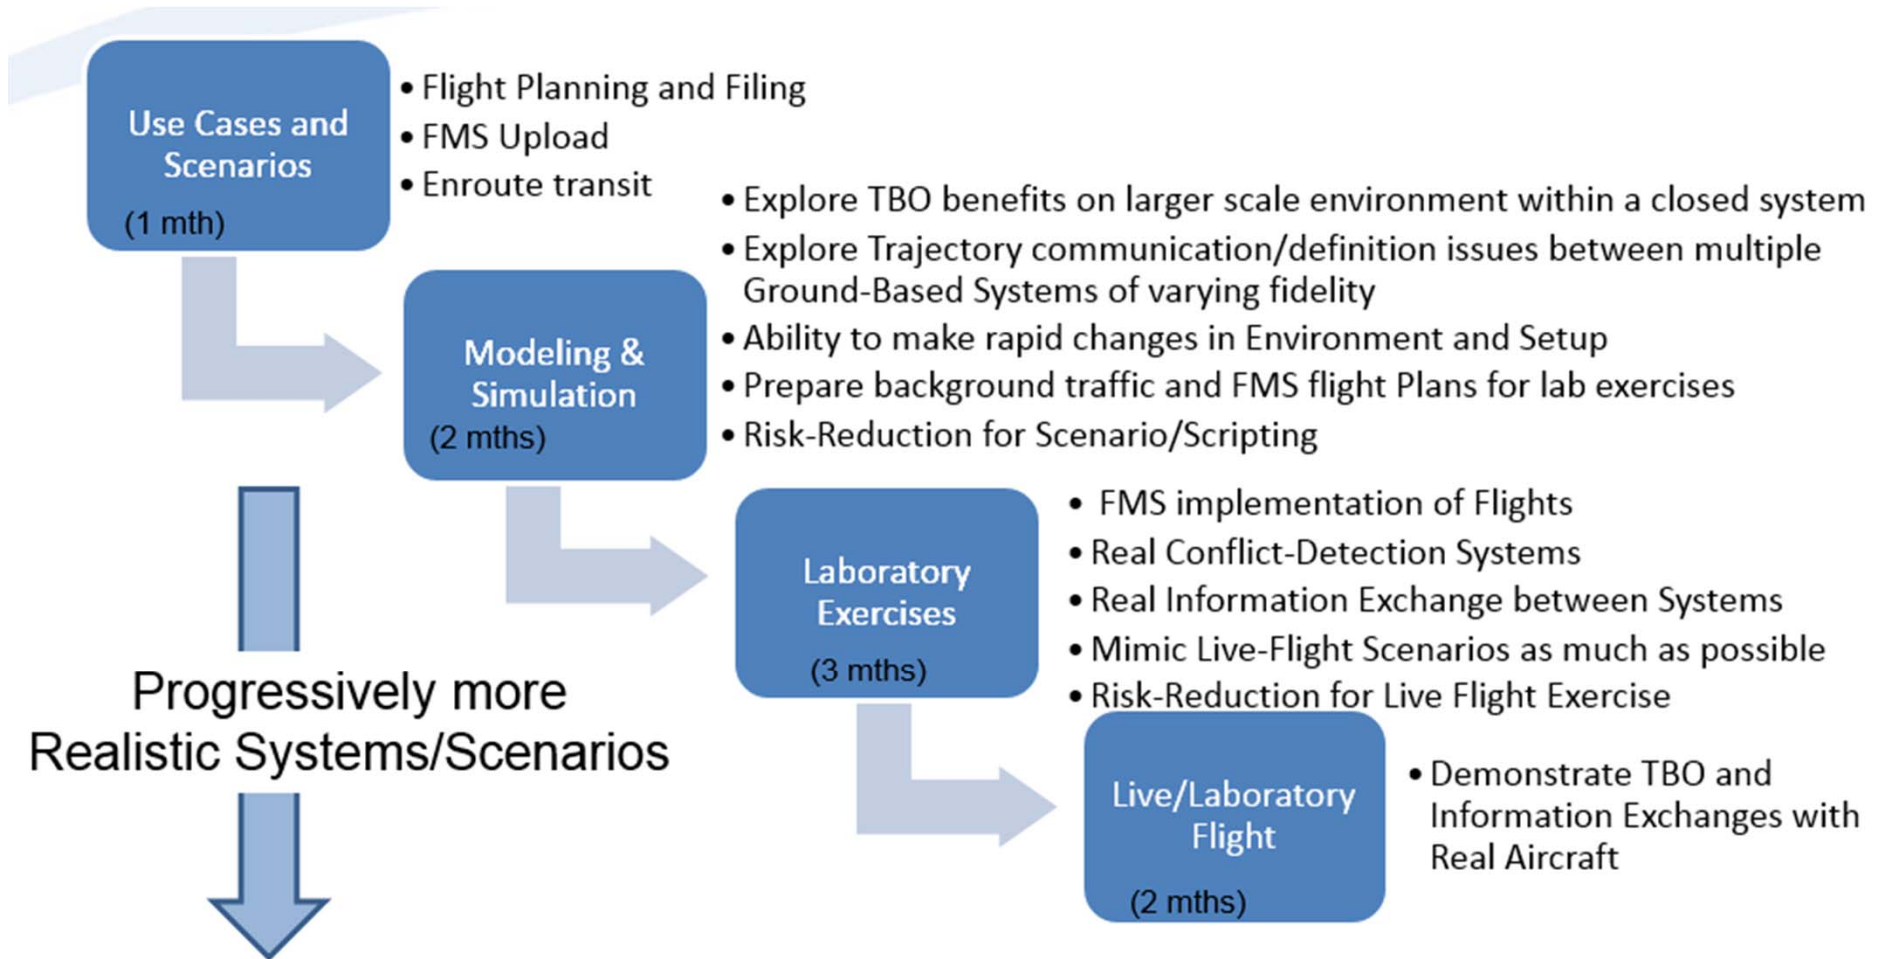 Use Cases and
Scenarios
(1 mth)
• Flight Planning and Filing
• FMS Upload
• Enroute transit
Modeling &
Simulation
(2 mths)
• Explore TBO benefits on larger scale environment within a closed system
• Explore Trajectory communication/definition issues between multiple
Ground-Based Systems of varying fidelity
• Ability to make rapid changes in Environment and Setup
• Prepare background traffic and FMS flight Plans for lab exercises
• Risk-Reduction for Scenario/Scripting
Laboratory
Exercises
(3 mths)
• FMS implementation of Flights
• Real Conflict-Detection Systems
• Real Information Exchange between Systems
• Mimic Live-Flight Scenarios as much as possible
• Risk-Reduction for Live Flight Exercise
Progressively more
Realistic Systems/Scenarios
Live/Laboratory
Flight
(2 mths)
• Demonstrate TBO and
Information Exchanges with
Real Aircraft